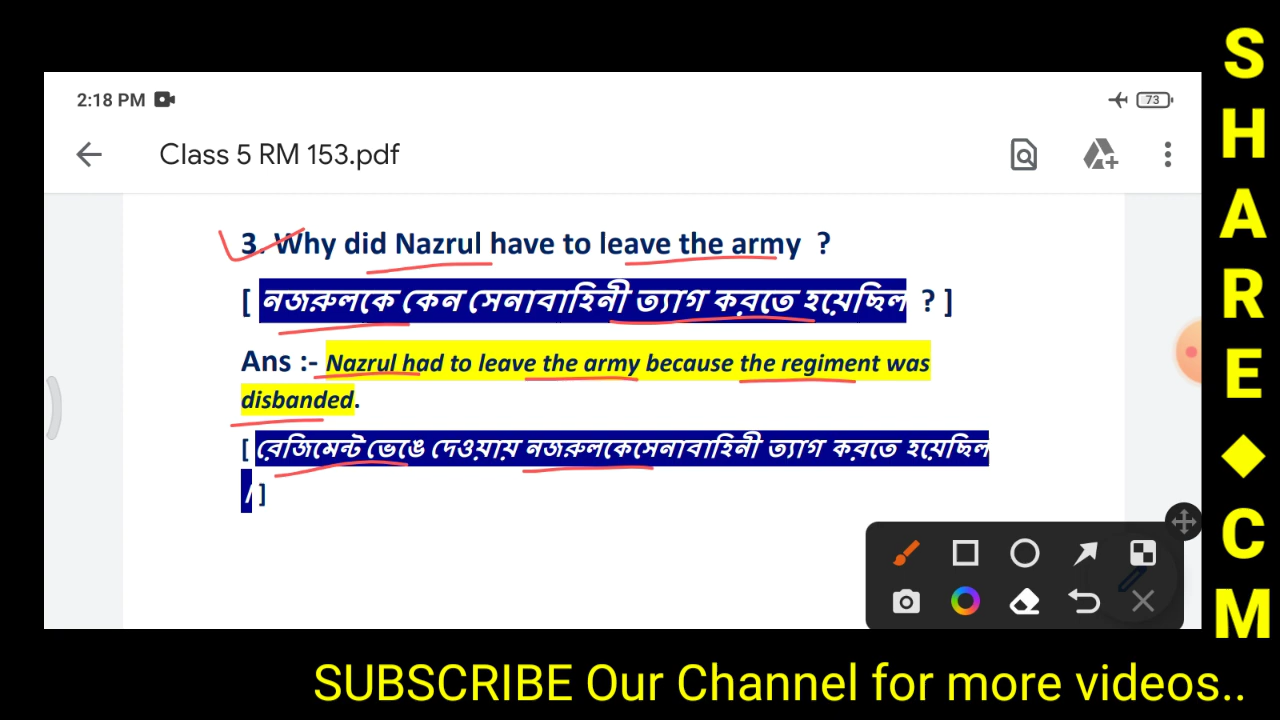 2:18 PM
73
Class 5 RM 153.pdf
3. Why did Nazrul have to leave the army ?
[ নজরুলকে কেন সেনাবাহিনী ত্যাগ করতে হয়েছিল ? ]
Ans :- Nazrul had to leave the army because the regiment was
disbanded.
[ রেজিমেন্ট ভেঙে দেওয়ায় নজরুলকেসেনাবাহিনী ত্যাগ করতে হয়েছিল
। ]
SHARE◆CM
SUBSCRIBE Our Channel for more videos..